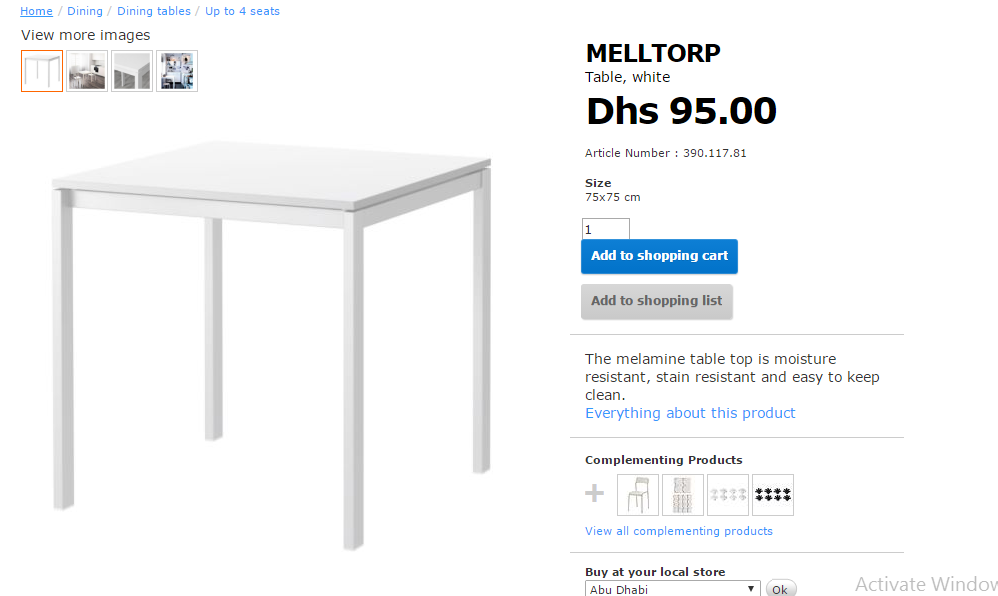 Home / Dining / Dining tables / Up to 4 seats
View more images
MELLTORP
Table, white
Dhs 95.00
Article Number : 390.117.81
Size
75x75 cm
1
Add to shopping cart
Add to shopping list
The melamine table top is moisture
resistant, stain resistant and easy to keep
clean.
Everything about this product
Complementing Products
+
View all complementing products
Buy at your local store
Abu Dhabi
Ok
Activate Window